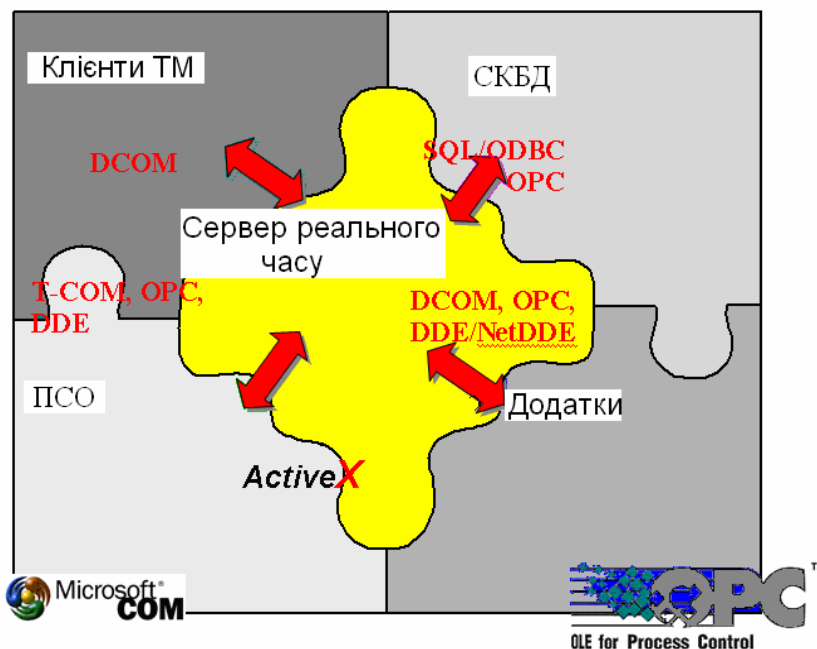 Клієнти ТМ
СКБД
DCOM
SQL/ODBC
OPC
Сервер реального
часу
T-COM, OPC,
DDE
DCOM, OPC,
DDE/NetDDE
ПСО
Додатки
ActiveX
Microsoft®
COM
OPC
OLE for Process Control